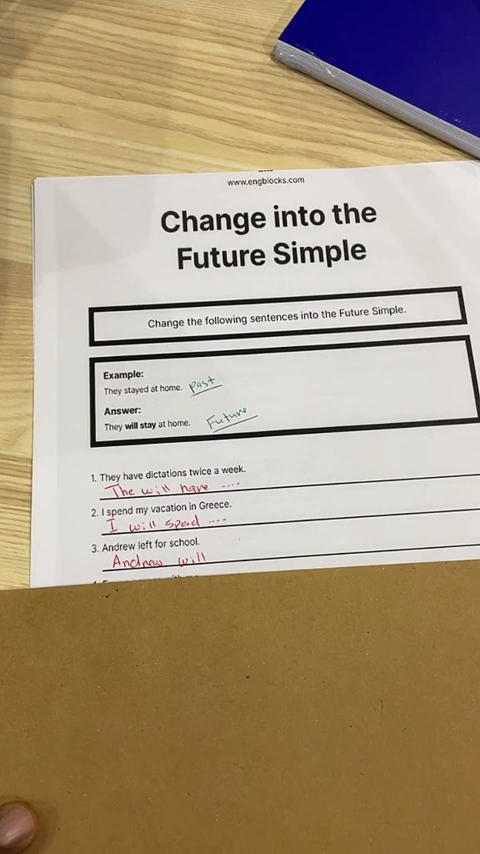 www.engblocks.com
Change into the
Future Simple
Change the following sentences into the Future Simple.
Example:
They stayed at home. Past
Answer:
They will stay at home. Future
1. They have dictations twice a week.
The will have ....
2. I spend my vacation in Greece.
I will spend ....
3. Andrew left for school.
Andrew will